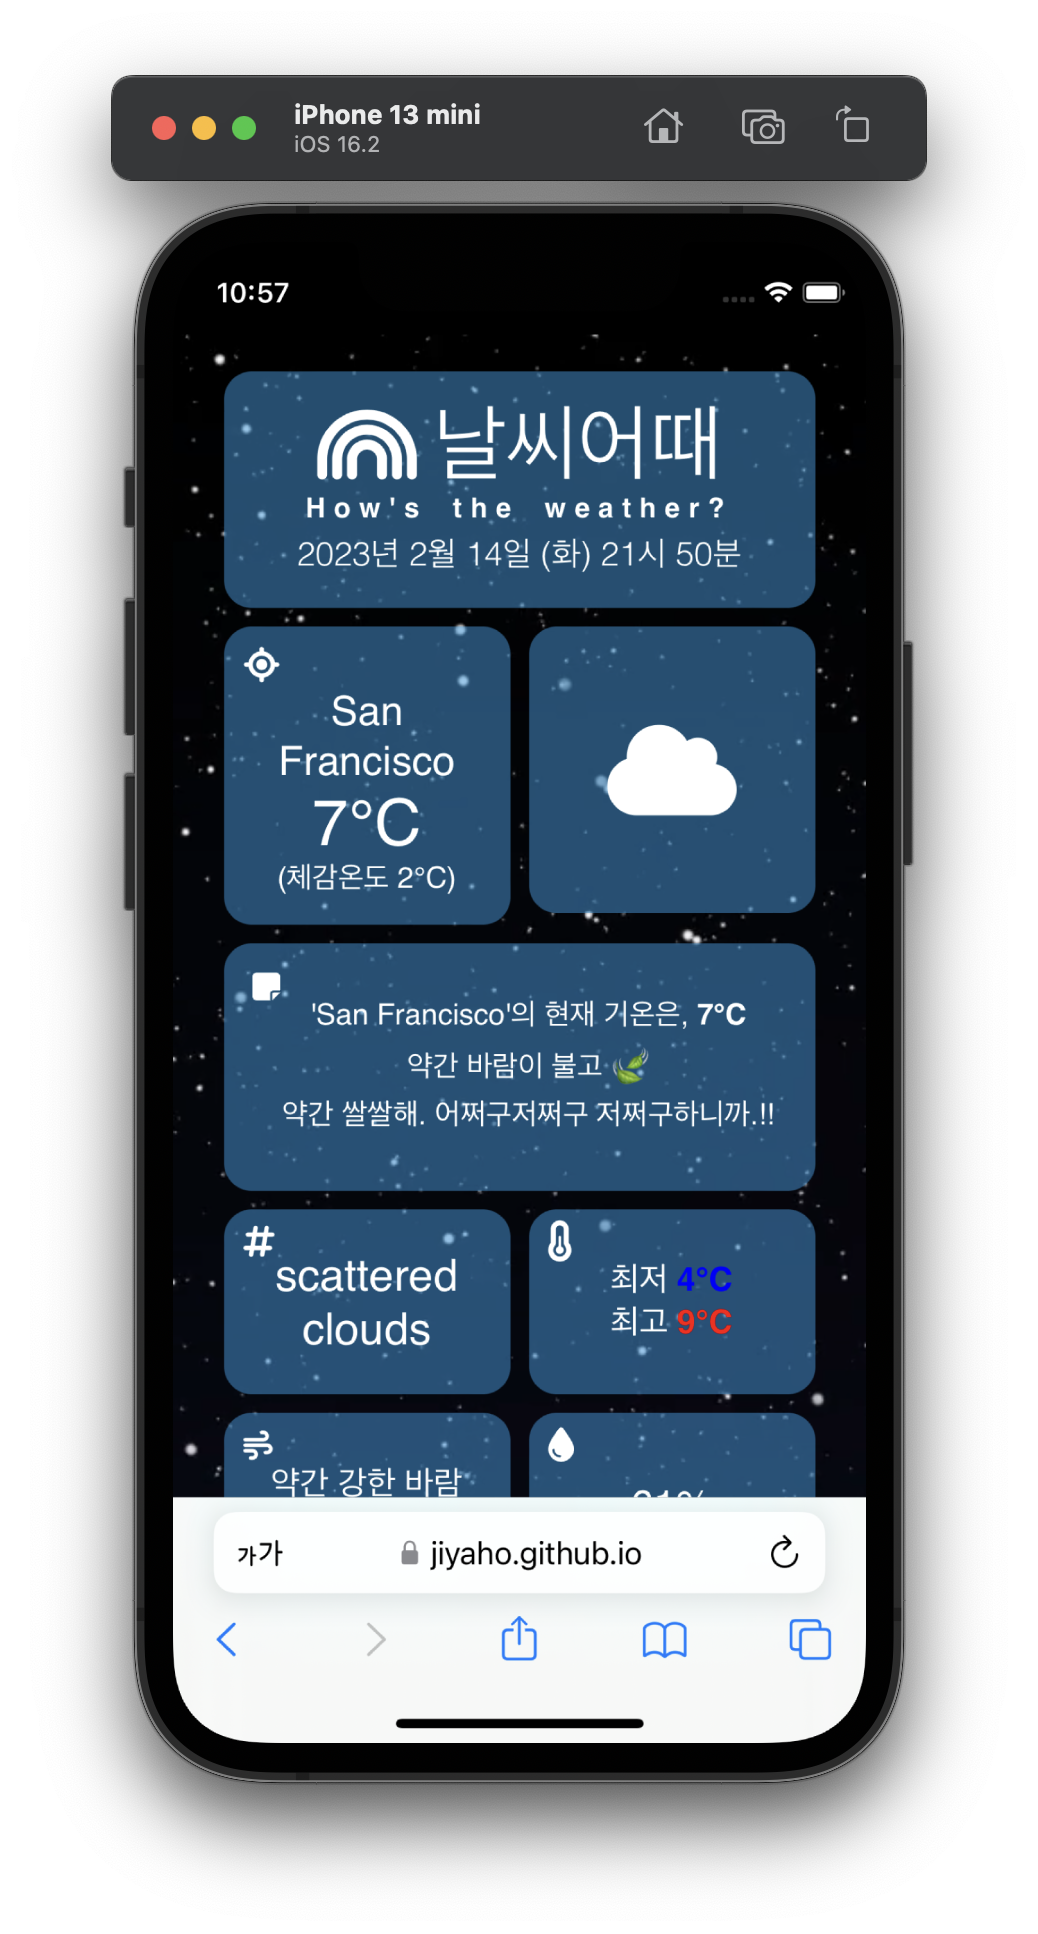 iPhone 13 mini
iOS 16.2
10:57
날씨어때
How's the weather?
2023년 2월 14일 (화) 21시 50분
San
Francisco
7°C
(체감온도 2°C)
'San Francisco'의 현재 기온은, 7°C
약간 바람이 불고
약간 쌀쌀해. 어쩌구저쩌구 저쩌구하니까.!!
#
scattered
clouds
최저 4°C
최고 9°C
약간 강한 바람
가가
jiyaho.github.io